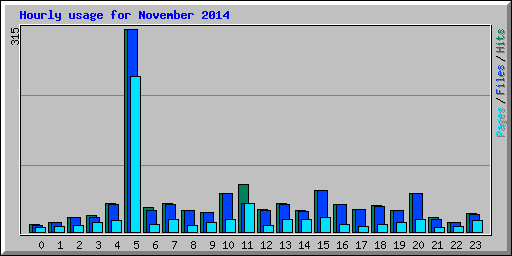 Hourly usage for November 2014
315
Pages/Files/Hits
0 1 2 3 4 5 6 7 8 9 10 11 12 13 14 15 16 17 18 19 20 21 22 23